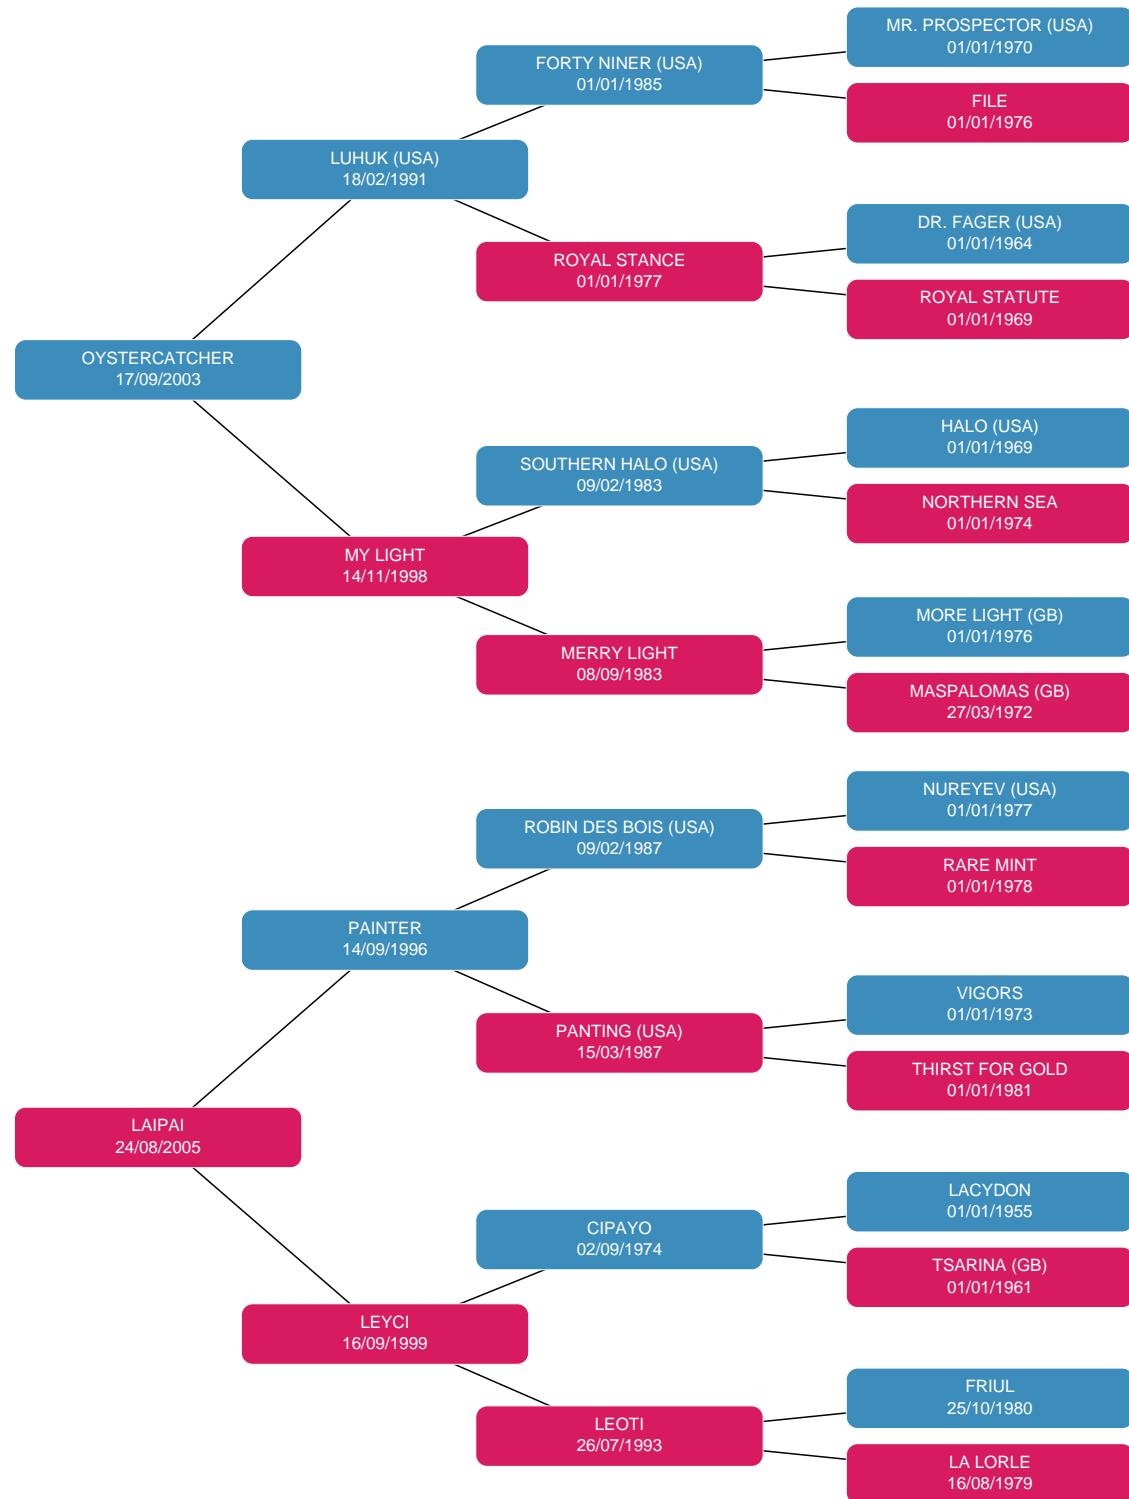 MR. PROSPECTOR (USA)
01/01/1970
FORTY NINER (USA)
01/01/1985
FILE
01/01/1976
LUHUK (USA)
18/02/1991
DR. FAGER (USA)
01/01/1964
ROYAL STANCE
01/01/1977
ROYAL STATUTE
01/01/1969
OYSTERCATCHER
17/09/2003
HALO (USA)
01/01/1969
SOUTHERN HALO (USA)
09/02/1983
NORTHERN SEA
01/01/1974
MY LIGHT
14/11/1998
MORE LIGHT (GB)
01/01/1976
MERRY LIGHT
08/09/1983
MASPALOMAS (GB)
27/03/1972
NUREYEV (USA)
01/01/1977
ROBIN DES BOIS (USA)
09/02/1987
RARE MINT
01/01/1978
PAINTER
14/09/1996
VIGORS
01/01/1973
PANTING (USA)
15/03/1987
THIRST FOR GOLD
01/01/1981
LAIPAI
24/08/2005
LACYDON
01/01/1955
CIPAYO
02/09/1974
TSARINA (GB)
01/01/1961
LEYCI
16/09/1999
FRIUL
25/10/1980
LEOTI
26/07/1993
LA LORLE
16/08/1979